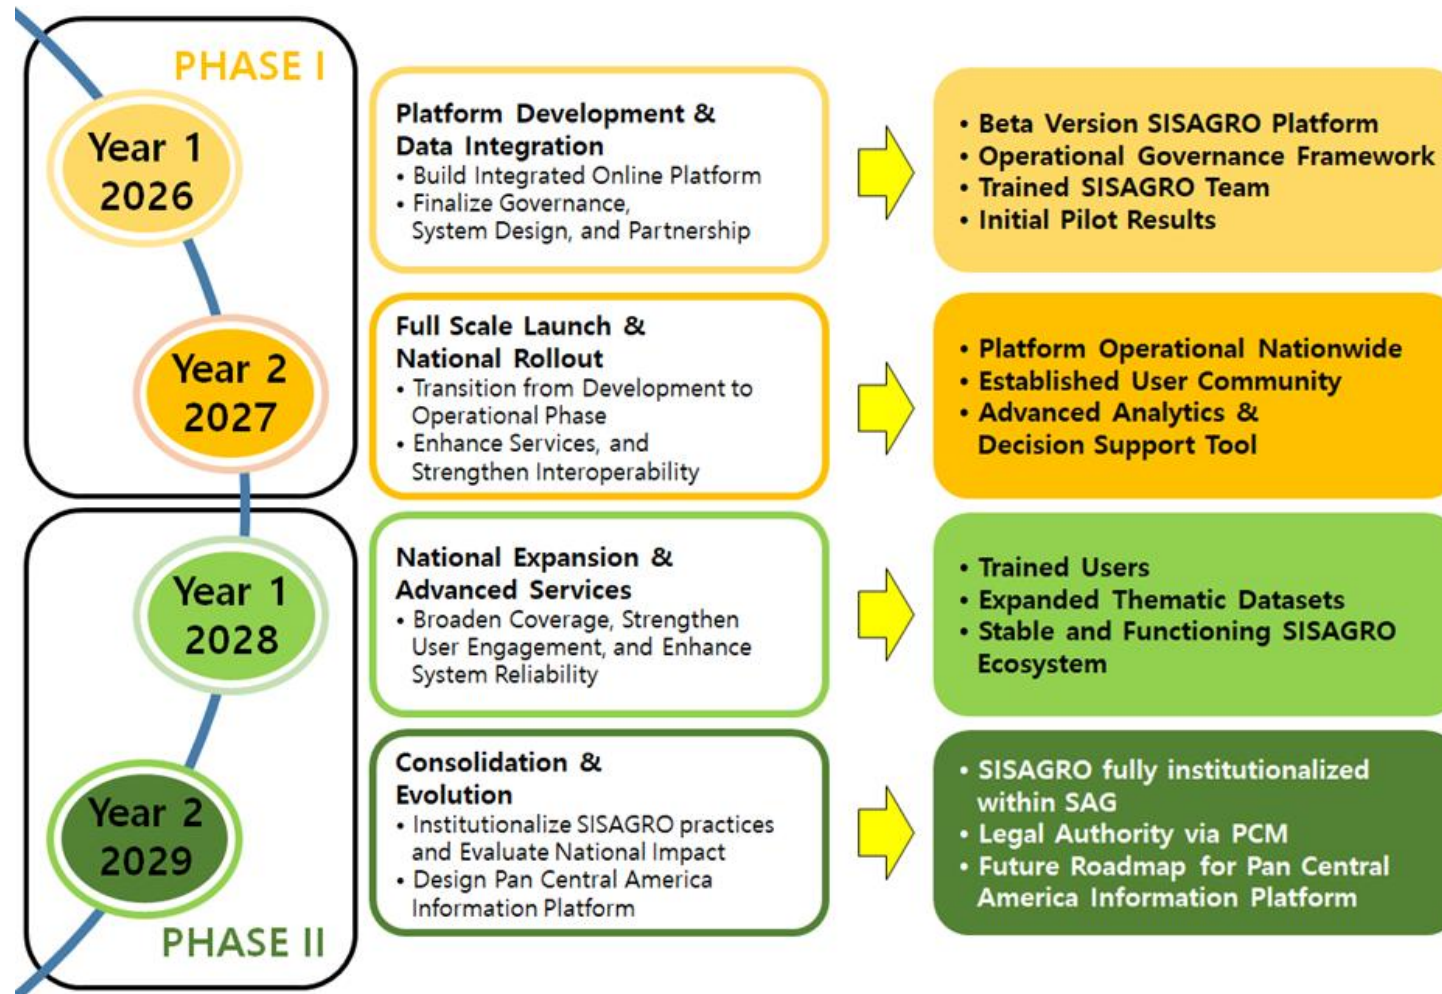 PHASE I
Year 1
2026
Platform Development &
Data Integration
• Build Integrated Online Platform
• Finalize Governance,
System Design, and Partnership
• Beta Version SISAGRO Platform
• Operational Governance Framework
• Trained SISAGRO Team
• Initial Pilot Results
Year 2
2027
Full Scale Launch &
National Rollout
• Transition from Development to
Operational Phase
• Enhance Services, and
Strengthen Interoperability
• Platform Operational Nationwide
• Established User Community
• Advanced Analytics &
Decision Support Tool
Year 1
2028
National Expansion &
Advanced Services
• Broaden Coverage, Strengthen
User Engagement, and Enhance
System Reliability
• Trained Users
• Expanded Thematic Datasets
• Stable and Functioning SISAGRO
Ecosystem
Year 2
2029
PHASE II
Consolidation &
Evolution
• Institutionalize SISAGRO practices
and Evaluate National Impact
• Design Pan Central America
Information Platform
• SISAGRO fully institutionalized
within SAG
• Legal Authority via PCM
• Future Roadmap for Pan Central
America Information Platform